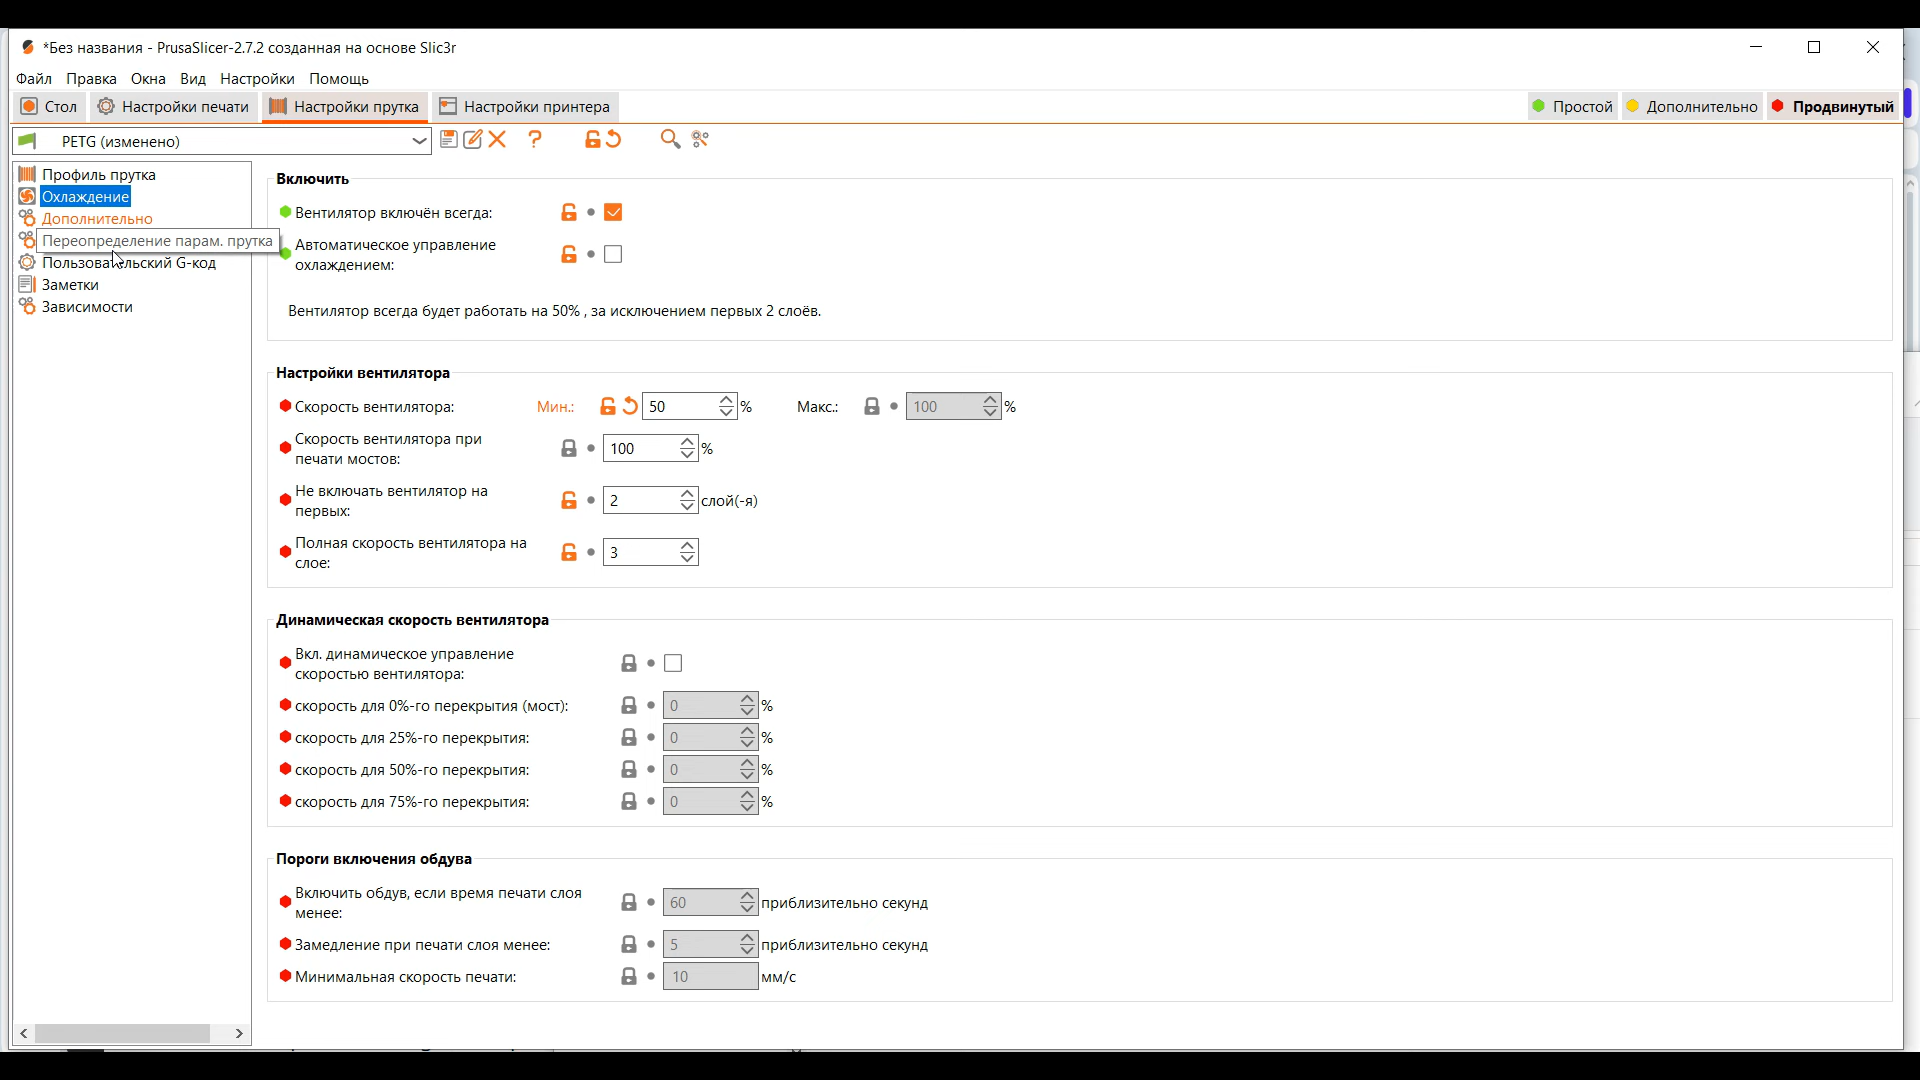 *Без названия - PrusaSlicer-2.7.2 созданная на основе Slic3r
Файл Правка Окна Вид Настройки Помощь
Стол Настройки печати Настройки прутка Настройки принтера Простой Дополнительно Продвинутый
PETG (изменено)
Профиль прутка
Охлаждение
Дополнительно
Переопределение парам. прутка
Пользовательский G-код
Заметки
Зависимости
Включить
Вентилятор включён всегда:
Автоматическое управление
охлаждением:
Вентилятор всегда будет работать на 50% , за исключением первых 2 слоёв.
Настройки вентилятора
Скорость вентилятора: Мин.: 50 % Макс.: 100 %
Скорость вентилятора при
печати мостов: 100 %
Не включать вентилятор на
первых: 2 слой(-я)
Полная скорость вентилятора на
слое: 3
Динамическая скорость вентилятора
Вкл. динамическое управление
скоростью вентилятора:
скорость для 0%-го перекрытия (мост): 0 %
скорость для 25%-го перекрытия: 0 %
скорость для 50%-го перекрытия: 0 %
скорость для 75%-го перекрытия: 0 %
Пороги включения обдува
Включить обдув, если время печати слоя
менее: 60 приблизительно секунд
Замедление при печати слоя менее: 5 приблизительно секунд
Минимальная скорость печати: 10 мм/с